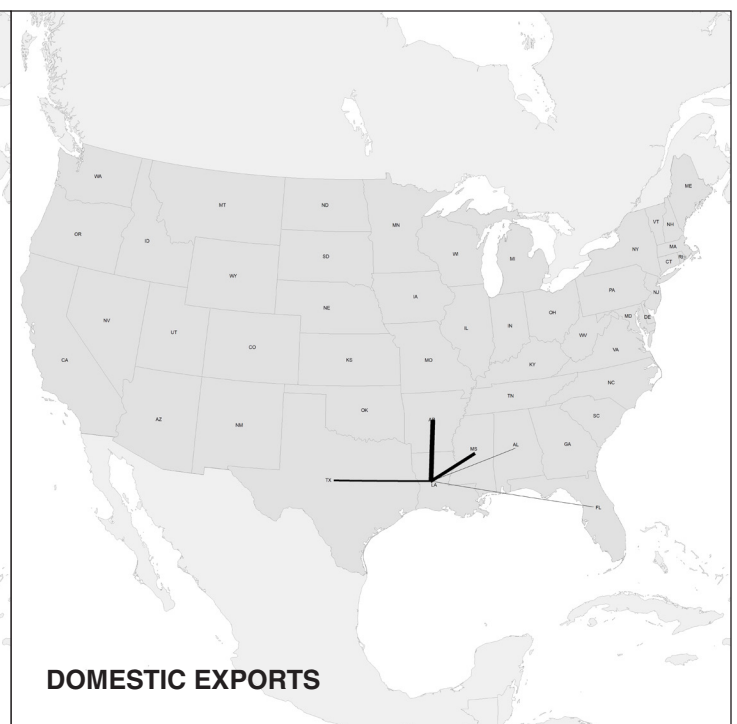 WA
MT
ND
MN
ME
OR
ID
SD
WI
MI
VT
NH
NY
MA
CT
RI
WY
IA
NE
PA
NJ
NV
UT
CO
IL
IN
OH
MD
DE
WV
VA
CA
KS
MO
KY
NC
TN
AZ
NM
OK
AR
SC
MS
AL
GA
TX
LA
FL
DOMESTIC EXPORTS